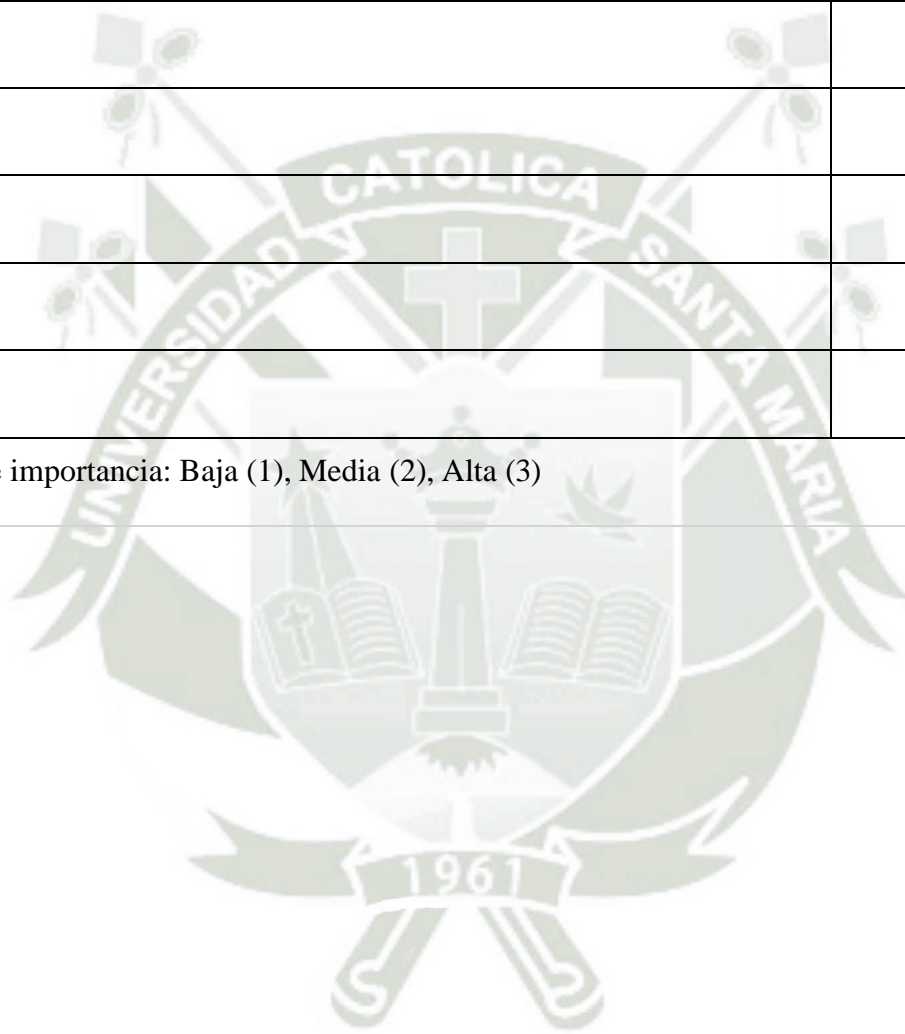 CATOLICA
UNIVERSIDAD
SANTA MARIA
importancia: Baja (1), Media (2), Alta (3)
1961